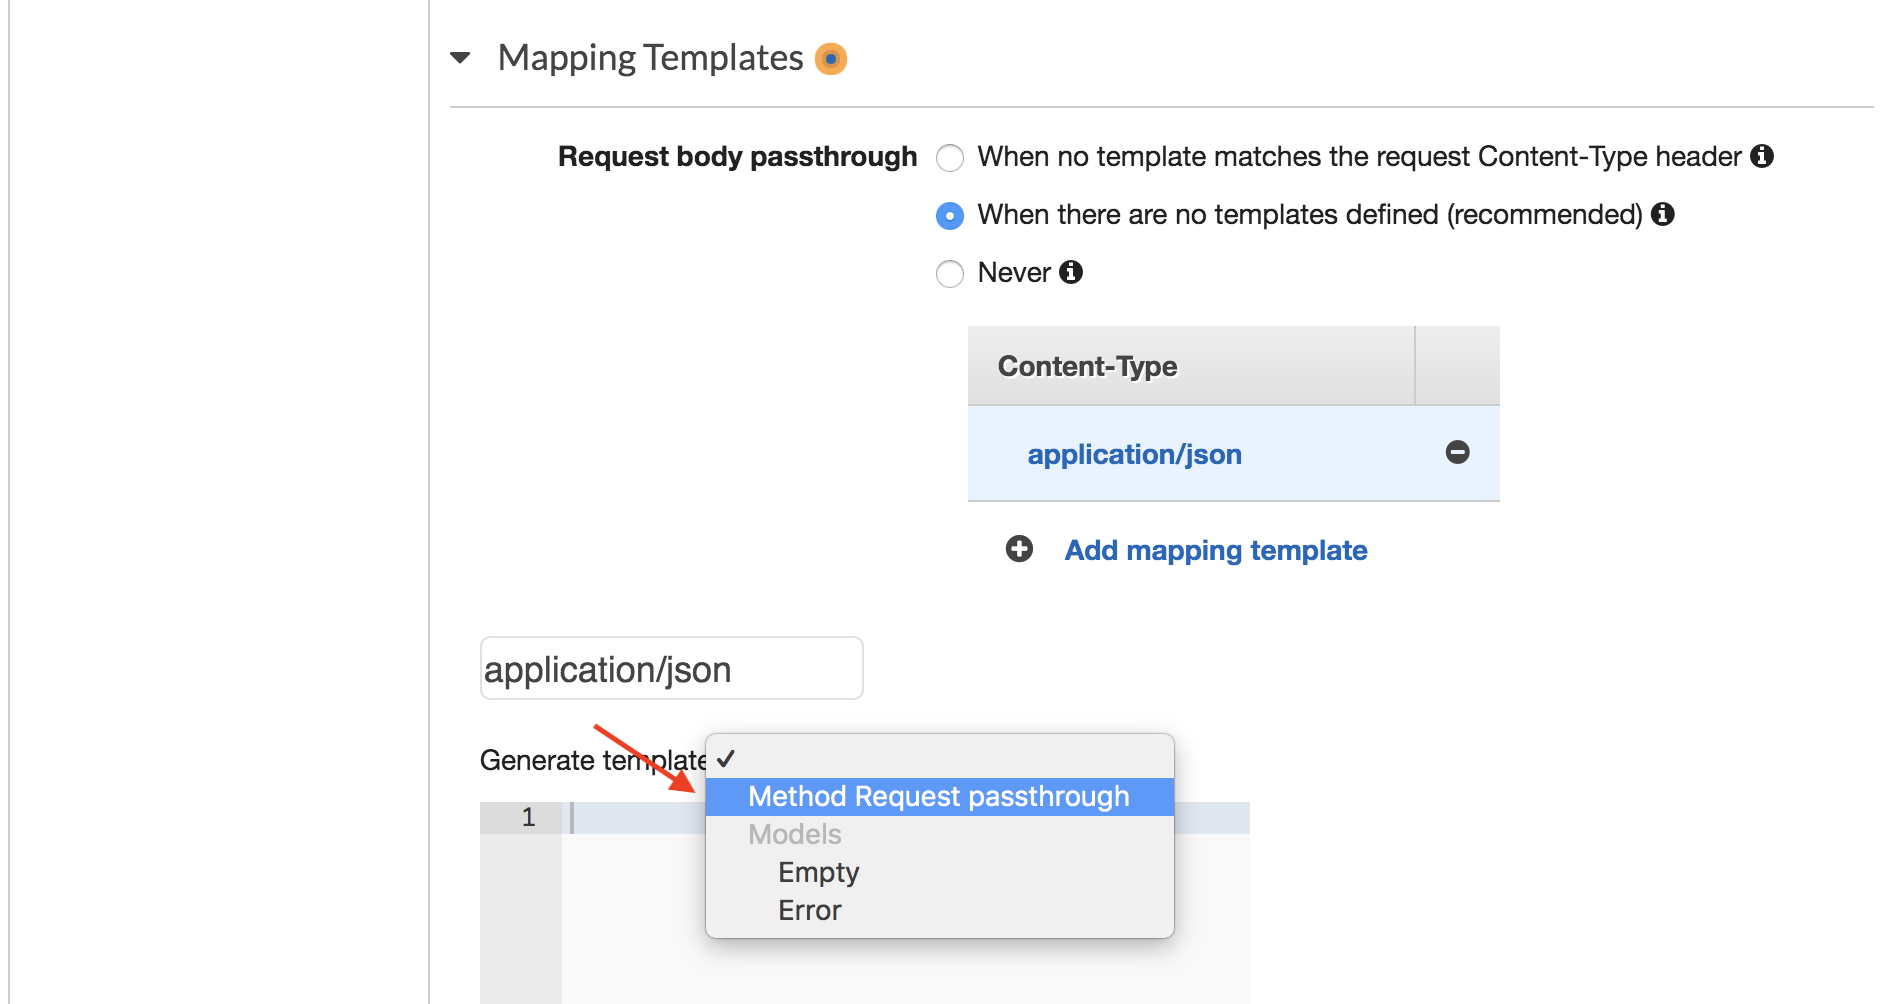 Mapping Templates
Request body passthrough
When no template matches the request Content-Type header
When there are no templates defined (recommended)
Never
Content-Type
application/json
Add mapping template
application/json
Generate template
Method Request passthrough
1
Models
Empty
Error